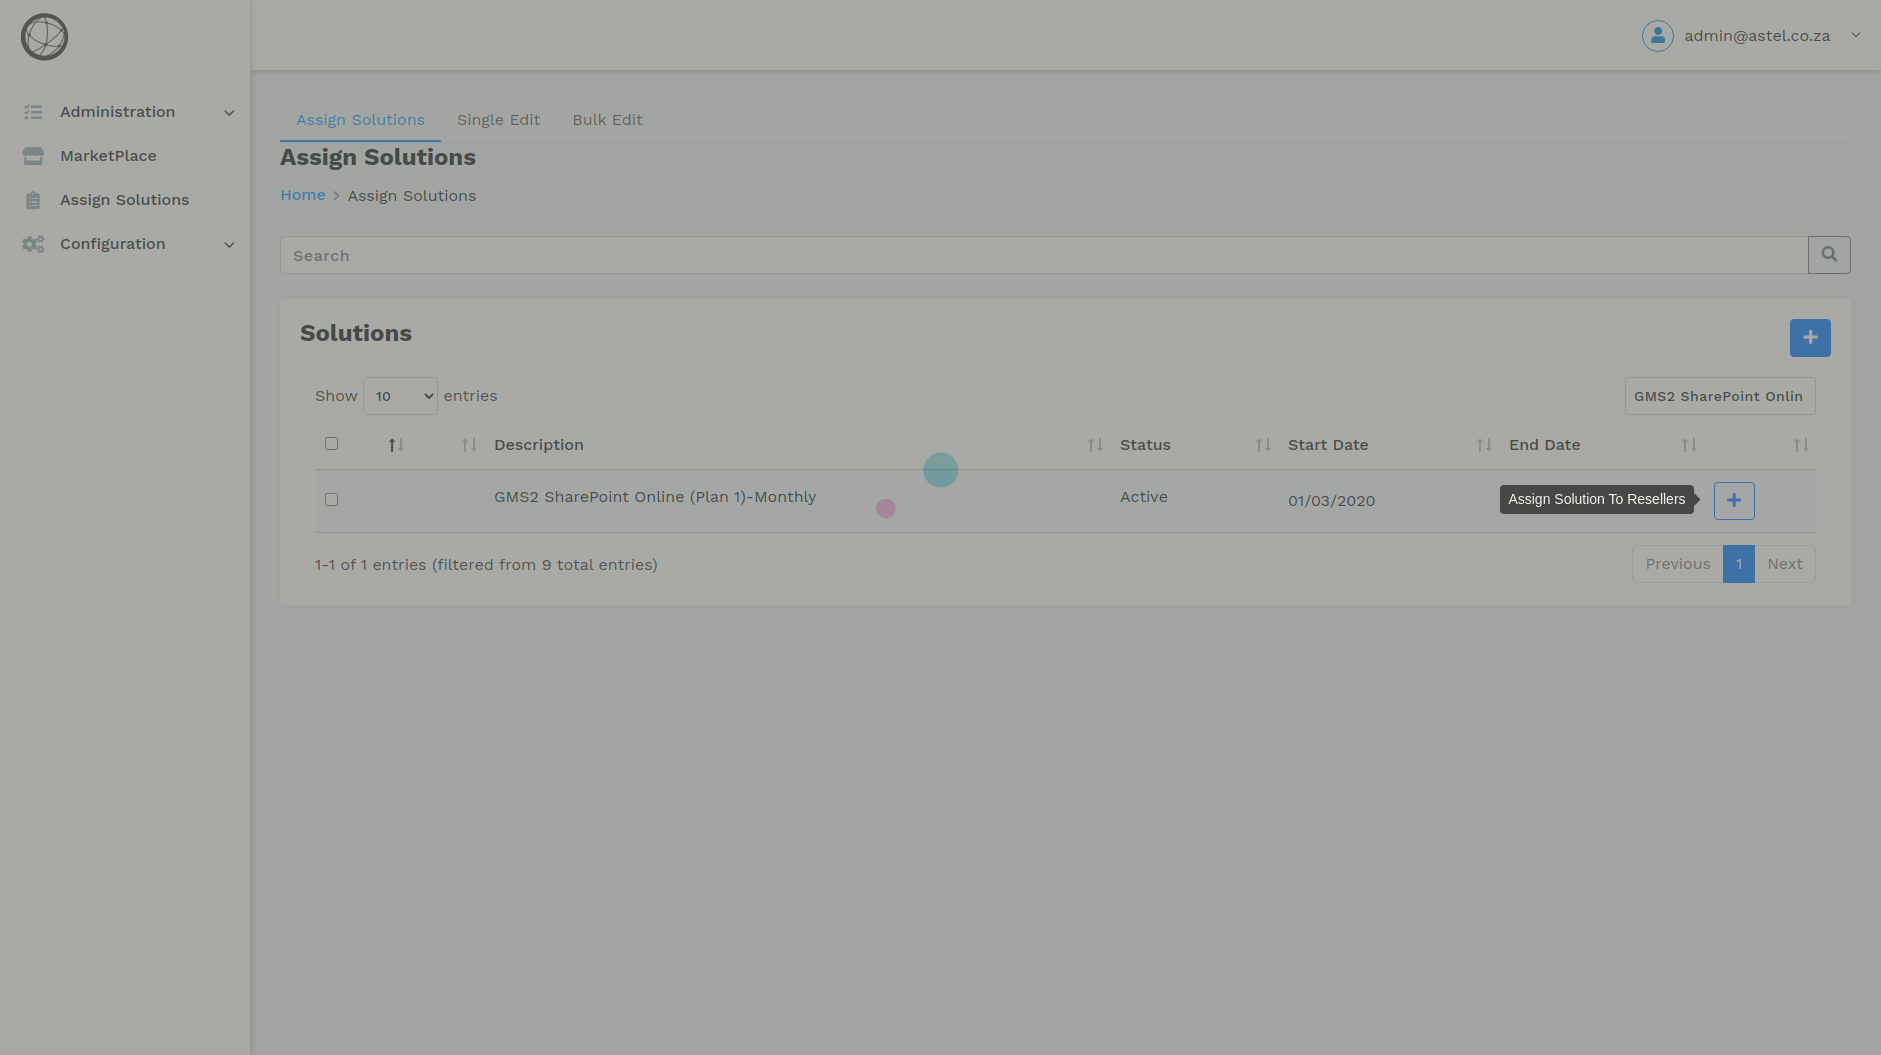 admin@astel.co.za
Administration
MarketPlace
Assign Solutions
Configuration
Assign Solutions Single Edit Bulk Edit
Assign Solutions
Home > Assign Solutions
Search
Solutions
Show 10 entries
GMS2 SharePoint Onlin
Description Status Start Date End Date
GMS2 SharePoint Online (Plan 1)-Monthly Active 01/03/2020 Assign Solution To Resellers
1-1 of 1 entries (filtered from 9 total entries)
Previous 1 Next